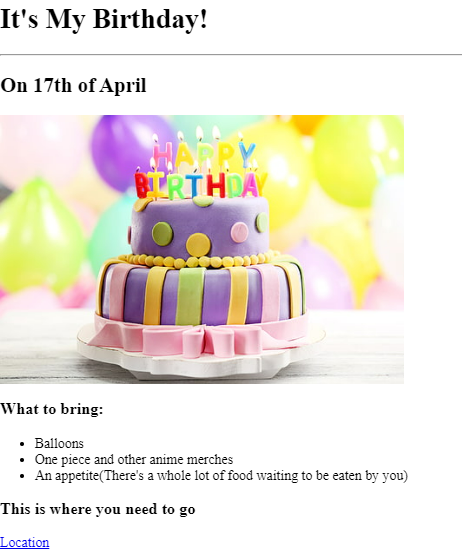 It's My Birthday!
On 17th of April
HAPPY
BIRTHDAY
What to bring:
Balloons
One piece and other anime merches
An appetite(There's a whole lot of food waiting to be eaten by you)
This is where you need to go
Location